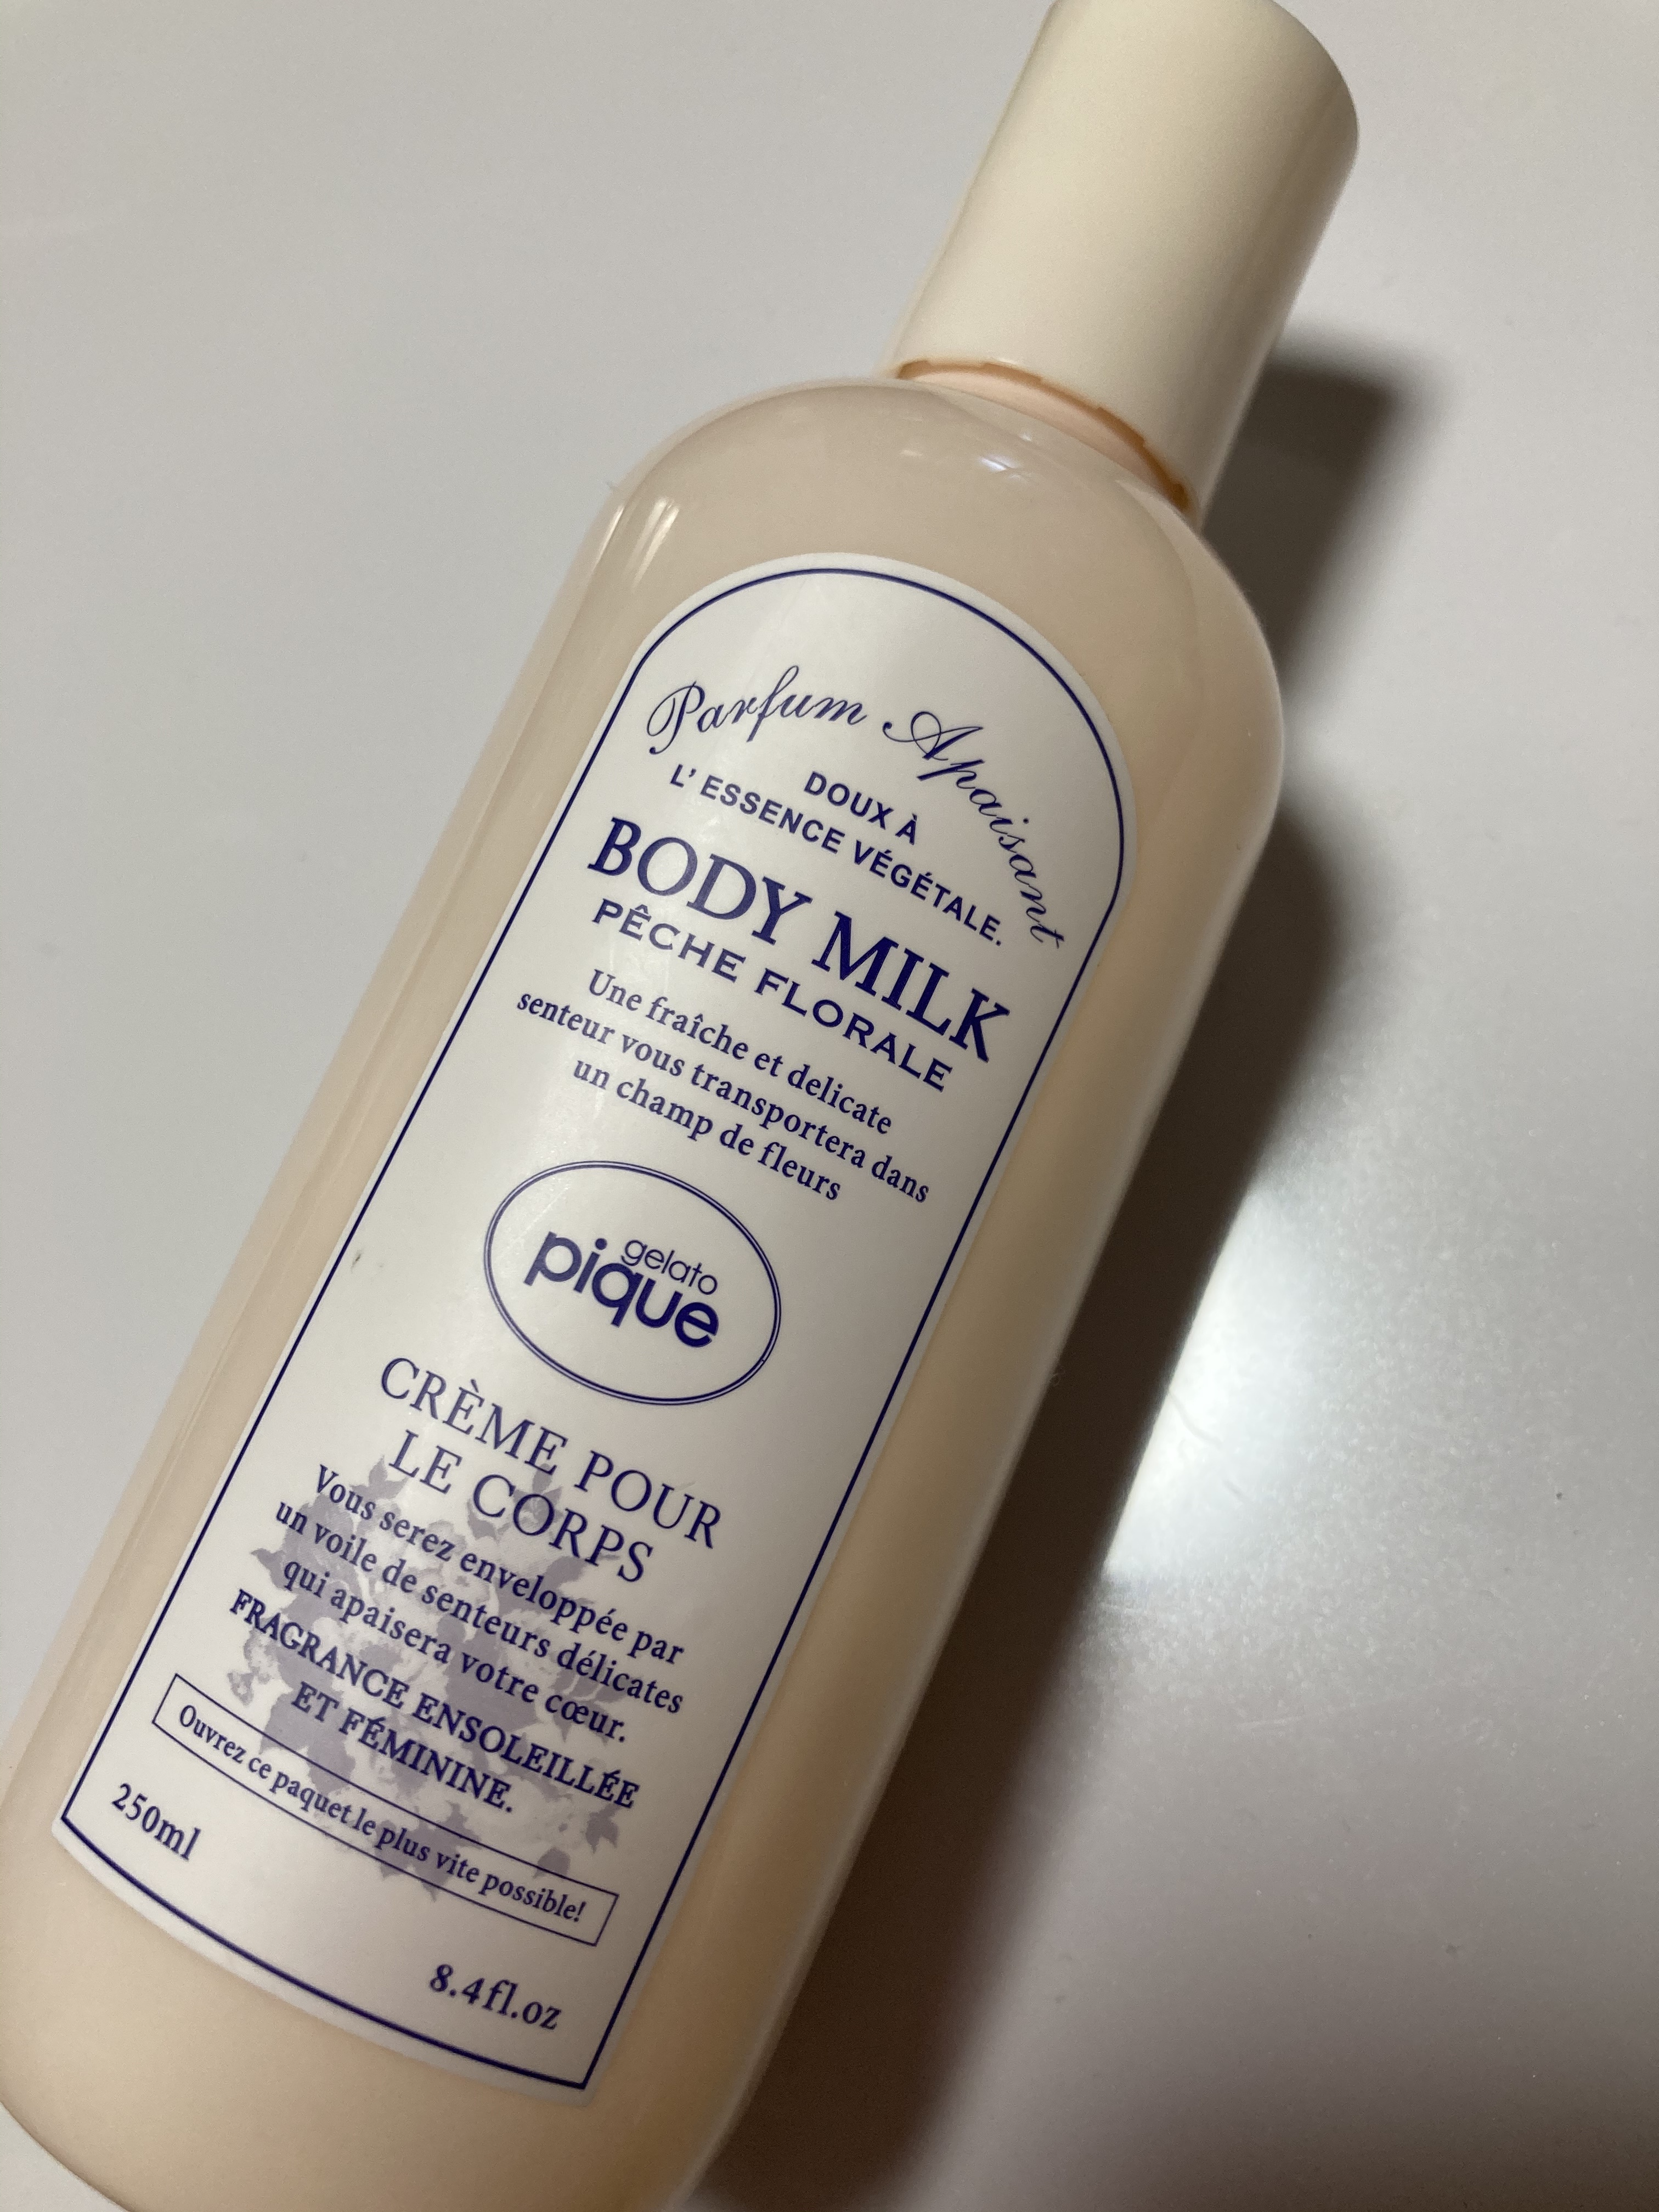 Parfum Apaisant
DOUX À
L' ESSENCE VÉGÉTALE.
BODY MILK
PÊCHE FLORALE
Une fraîche et delicate
senteur vous transportera dans
un champ de fleurs
gelato
pique
CRÈME POUR
LE CORPS
Vous serez enveloppée par
un voile de senteurs délicates
qui apaisera votre cœur.
FRAGRANCE ENSOLEILLÉE
ET FÉMININE.
Ouvrez ce paquet le plus vite possible!
250ml
8.4fl.oz